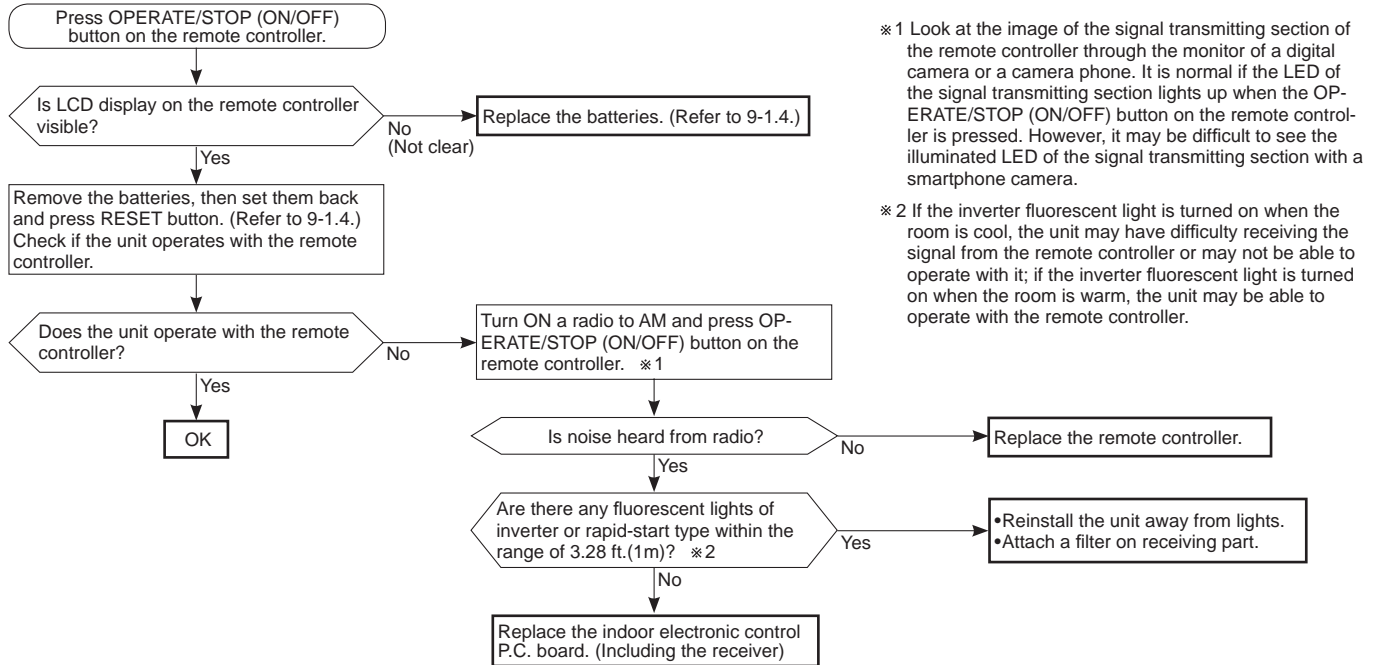 Press OPERATE/STOP (ON/OFF)
button on the remote controller.
Is LCD display on the remote controller
visible?
No
(Not clear)
Replace the batteries. (Refer to 9-1.4.)
Yes
Remove the batteries, then set them back
and press RESET button. (Refer to 9-1.4.)
Check if the unit operates with the remote
controller.
Does the unit operate with the remote
controller?
No
Yes
OK
Turn ON a radio to AM and press OP-
ERATE/STOP (ON/OFF) button on the
remote controller. ※1
Is noise heard from radio?
No
Replace the remote controller.
Yes
Are there any fluorescent lights of
inverter or rapid-start type within the
range of 3.28 ft.(1m)? ※2
Yes
•Reinstall the unit away from lights.
•Attach a filter on receiving part.
No
Replace the indoor electronic control
P.C. board. (Including the receiver)
※1 Look at the image of the signal transmitting section of
the remote controller through the monitor of a digital
camera or a camera phone. It is normal if the LED of
the signal transmitting section lights up when the OP-
ERATE/STOP (ON/OFF) button on the remote control-
ler is pressed. However, it may be difficult to see the
illuminated LED of the signal transmitting section with a
smartphone camera.
※2 If the inverter fluorescent light is turned on when the
room is cool, the unit may have difficulty receiving the
signal from the remote controller or may not be able to
operate with it; if the inverter fluorescent light is turned
on when the room is warm, the unit may be able to
operate with the remote controller.